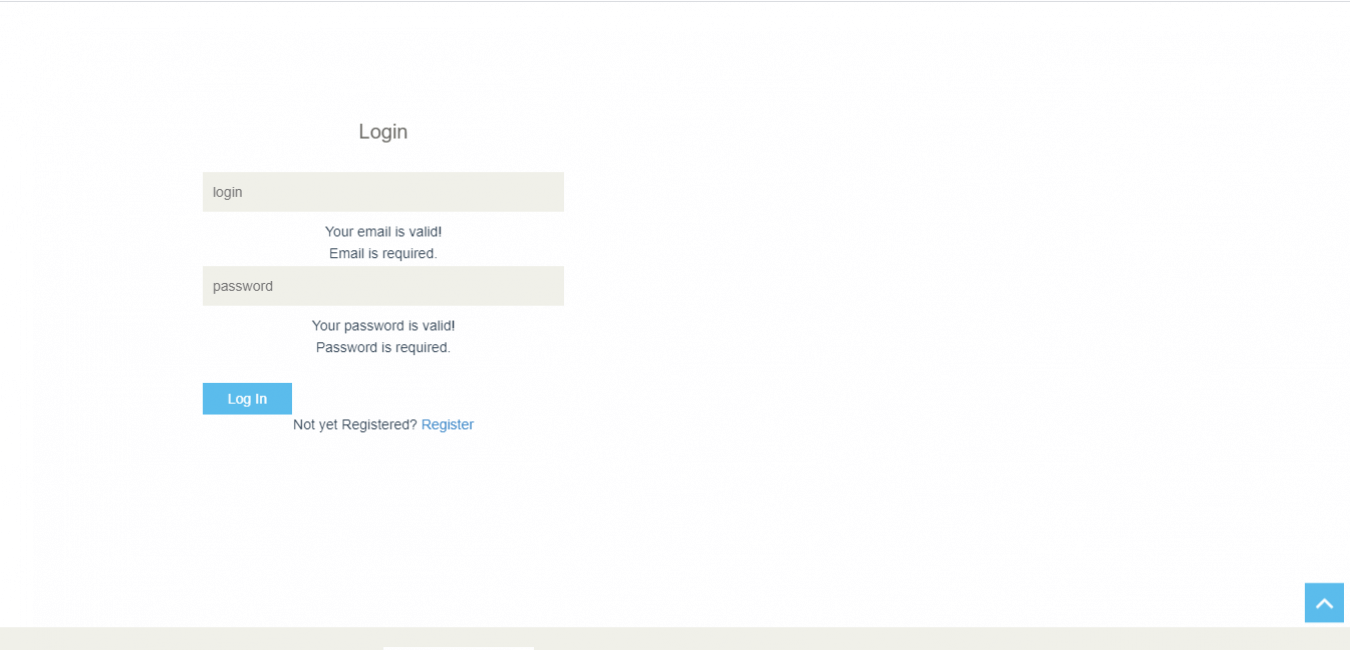 Login
login
Your email is valid!
Email is required.
password
Your password is valid!
Password is required.
Log In
Not yet Registered? Register